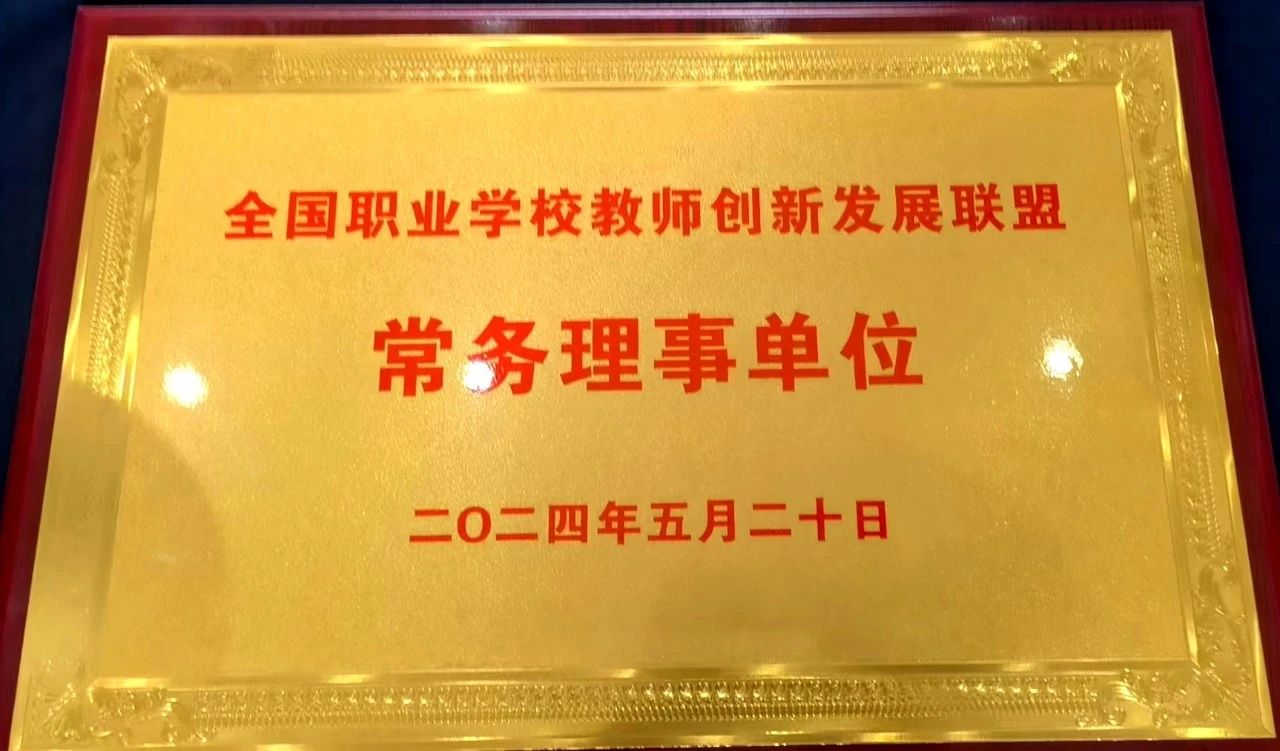 全国职业学校教师创新发展联盟
常务理事单位
二〇二四年五月二十日